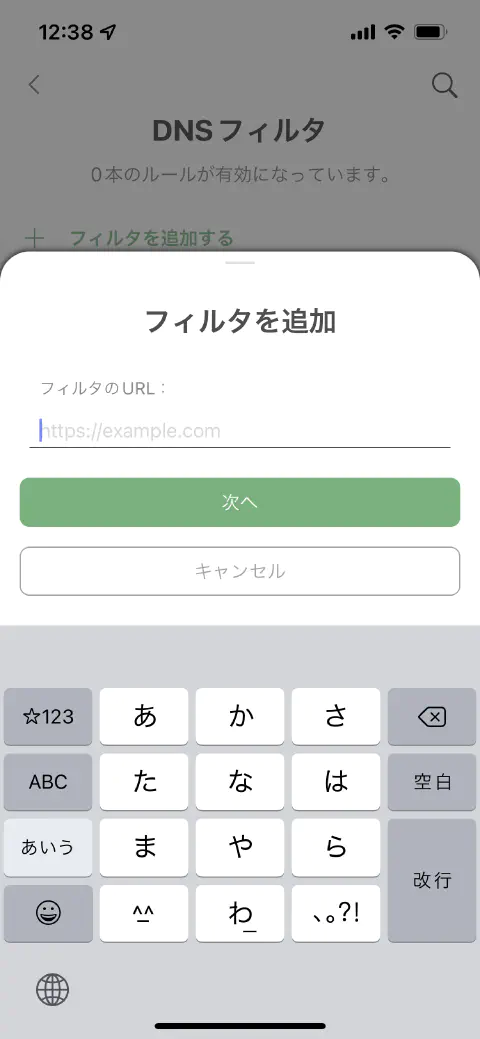 12:38
DNSフィルタ
0本のルールが有効になっています。
フィルタを追加する
フィルタを追加
フィルタのURL：
https://example.com
次へ
キャンセル
☆123 あ か さ
ABC た な は 空白
あいう ま や ら 改行
^^ わ_ 、。?!